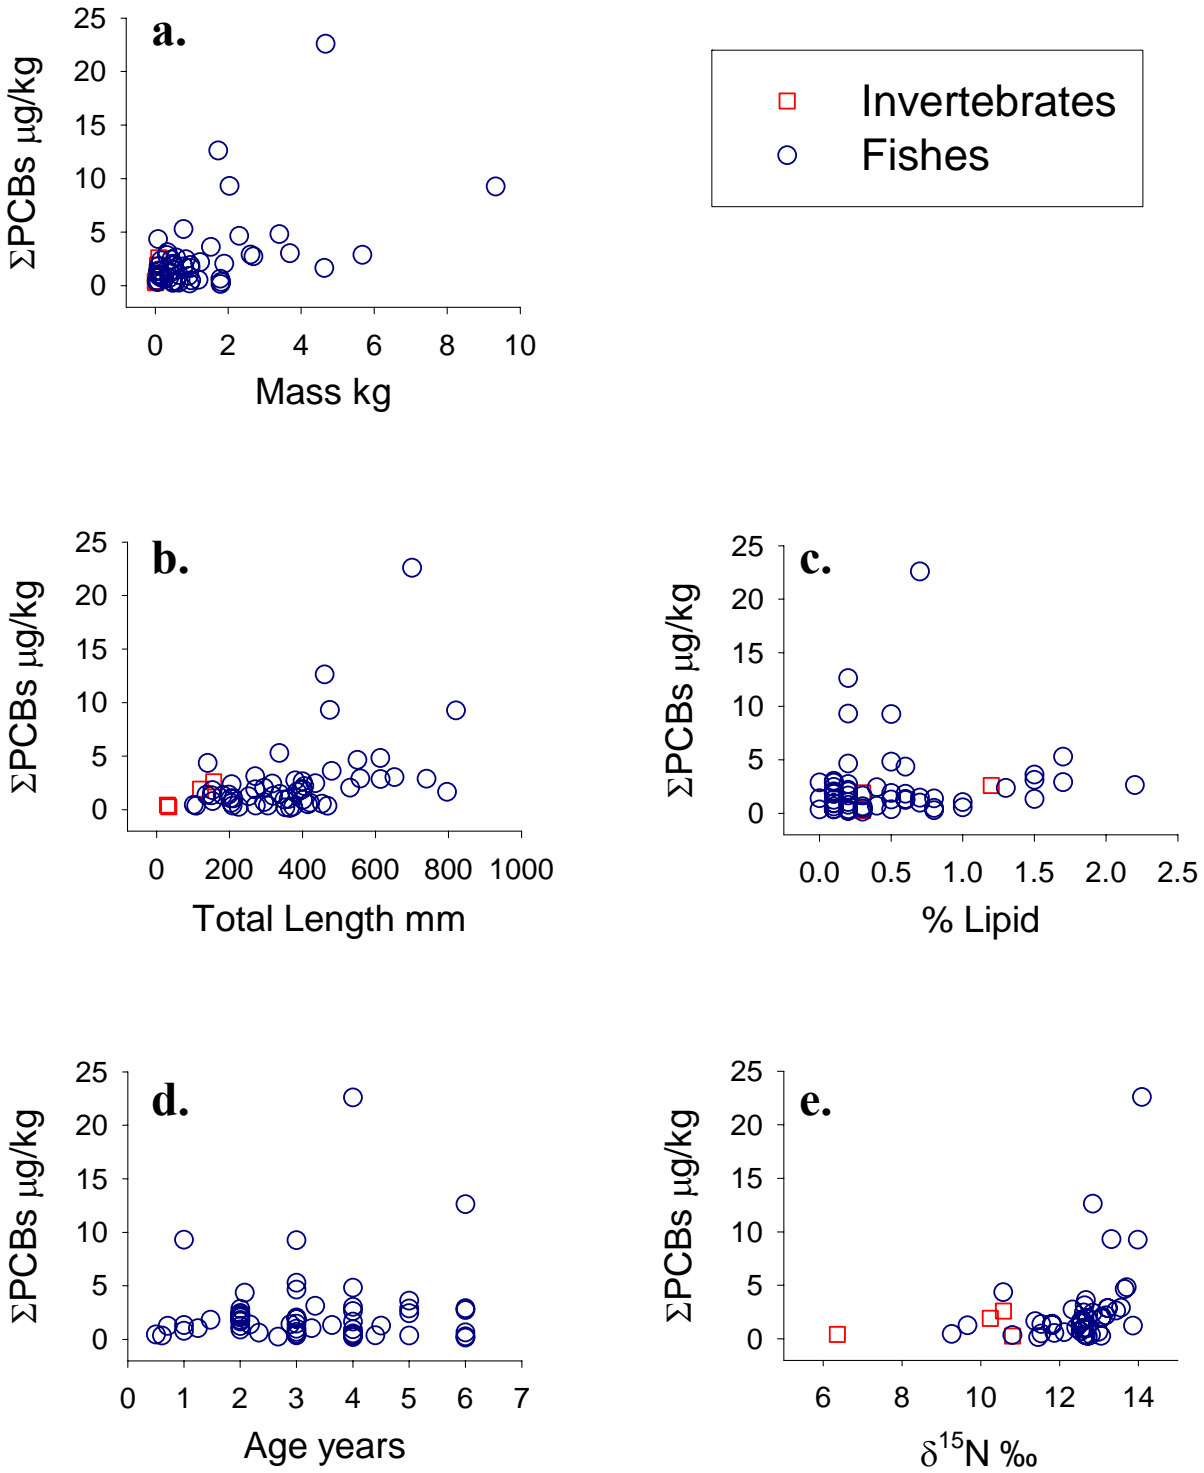 a.
ΣPCBs μg/kg
25
20
15
10
5
0
0 2 4 6 8 10
Mass kg
Invertebrates
Fishes
b.
ΣPCBs μg/kg
25
20
15
10
5
0
0 200 400 600 800 1000
Total Length mm
c.
ΣPCBs μg/kg
25
20
15
10
5
0
0.0 0.5 1.0 1.5 2.0 2.5
% Lipid
d.
ΣPCBs μg/kg
25
20
15
10
5
0
0 1 2 3 4 5 6 7
Age years
e.
ΣPCBs μg/kg
25
20
15
10
5
0
6 8 10 12 14
δ¹⁵N ‰